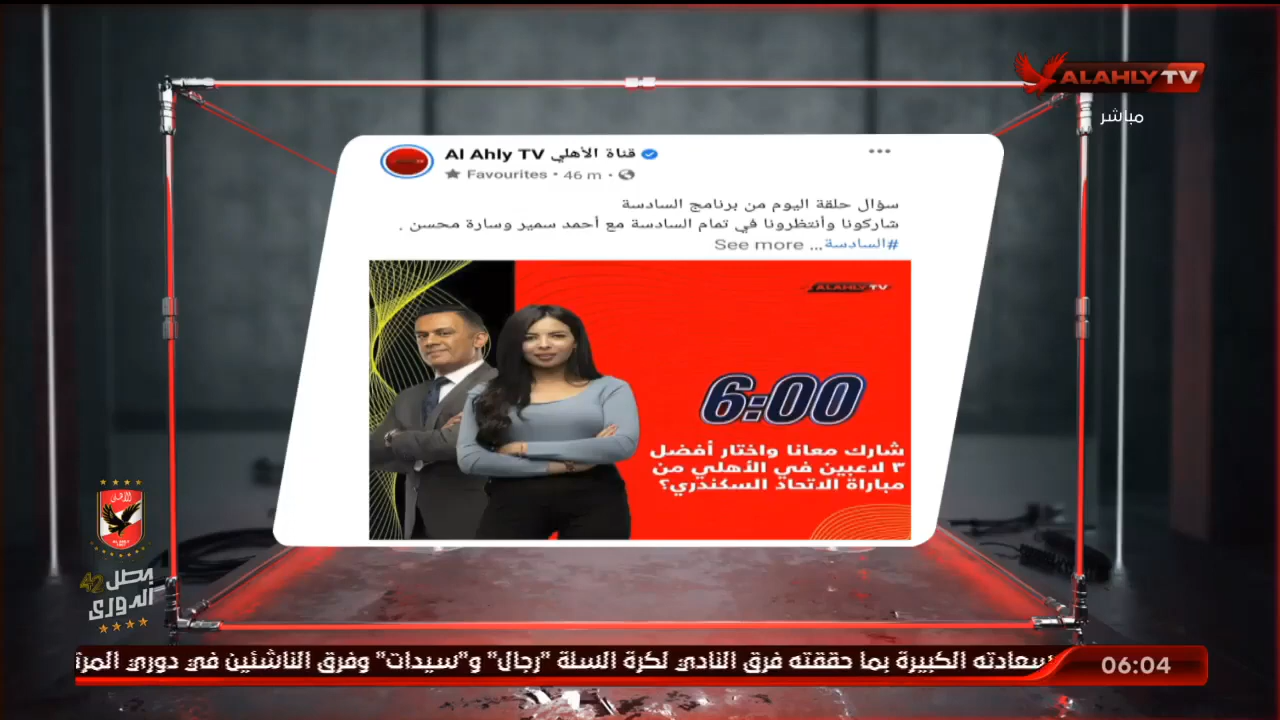 ALAHLY TV
مباشر
Al Ahly TV قناة الأهلي
Favourites • 46 m •
سؤال حلقة اليوم من برنامج السادسة
شاركونا وأنتظرونا في تمام السادسة مع أحمد سمير وسارة محسن .
#السادسة... See more
ALAHLY TV
6:00
شارك معانا واختار أفضل
٣ لاعبين في الأهلي من
مباراة الاتحاد السكندري؟
الأهلي
بطل
42
الدورى
سعادته الكبيرة بما حققته فرق النادي لكرة السلة "رجال" و"سيدات" وفرق الناشئين في دوري
06:04